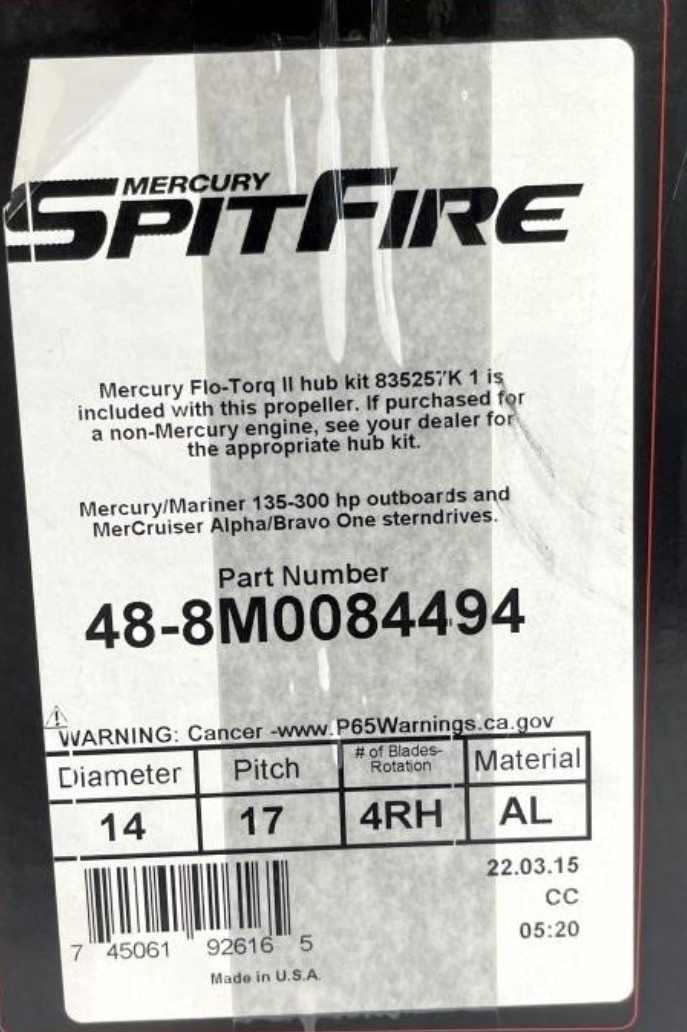 MERCURY
SPITFIRE
Mercury Flo-Torq II hub kit 835257K 1 is
included with this propeller. If purchased for
a non-Mercury engine, see your dealer for
the appropriate hub kit.
Mercury/Mariner 135-300 hp outboards and
MerCruiser Alpha/Bravo One sterndrives.
Part Number
48-8M0084494
WARNING: Cancer -www.P65Warnings.ca.gov
Diameter Pitch # of Blades- Material
Rotation
14 17 4RH AL
22.03.15
CC
05:20
7 45061 92616 5
Made in U.S.A.